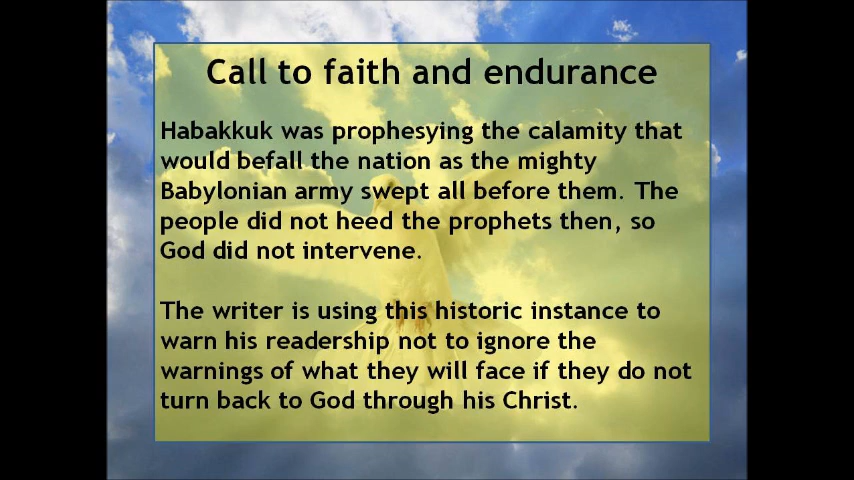 Call to faith and endurance
Habakkuk was prophesying the calamity that
would befall the nation as the mighty
Babylonian army swept all before them. The
people did not heed the prophets then, so
God did not intervene.
The writer is using this historic instance to
warn his readership not to ignore the
warnings of what they will face if they do not
turn back to God through his Christ.